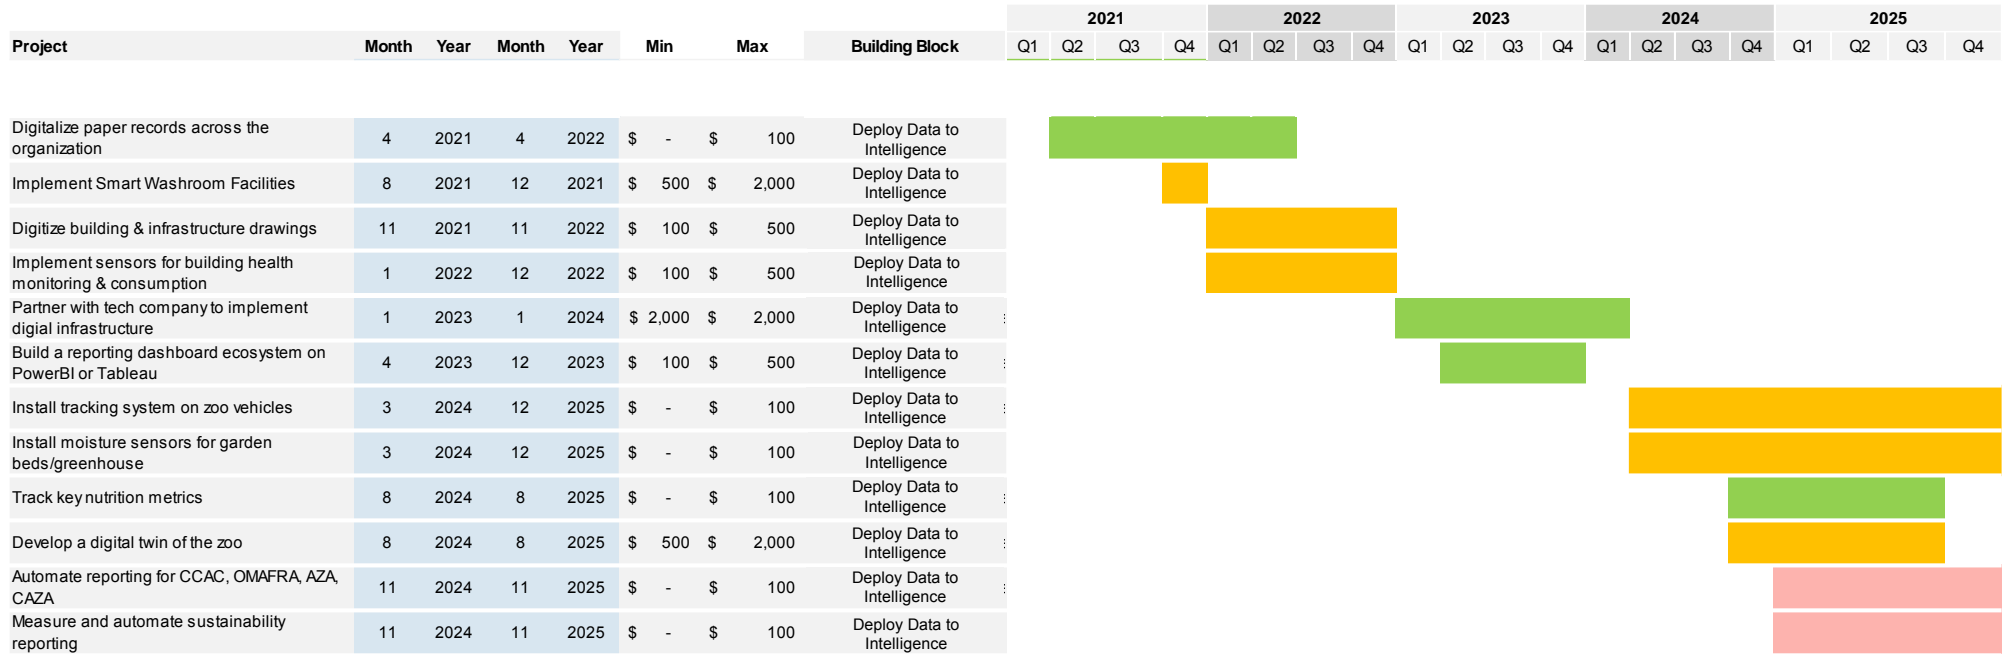 2021 2022 2023 2024 2025
Project Month Year Month Year Min Max Building Block Q1 Q2 Q3 Q4 Q1 Q2 Q3 Q4 Q1 Q2 Q3 Q4 Q1 Q2 Q3 Q4 Q1 Q2 Q3 Q4
Digitalize paper records across the
organization
4 2021 4 2022 $ - $ 100
Deploy Data to
Intelligence
Implement Smart Washroom Facilities
8 2021 12 2021 $ 500 $ 2,000
Deploy Data to
Intelligence
Digitize building & infrastructure drawings
11 2021 11 2022 $ 100 $ 500
Deploy Data to
Intelligence
Implement sensors for building health
monitoring & consumption
1 2022 12 2022 $ 100 $ 500
Deploy Data to
Intelligence
Partner with tech company to implement
digial infrastructure
1 2023 1 2024 $ 2,000 $ 2,000
Deploy Data to
Intelligence
Build a reporting dashboard ecosystem on
PowerBI or Tableau
4 2023 12 2023 $ 100 $ 500
Deploy Data to
Intelligence
Install tracking system on zoo vehicles
3 2024 12 2025 $ - $ 100
Deploy Data to
Intelligence
Install moisture sensors for garden
beds/greenhouse
3 2024 12 2025 $ - $ 100
Deploy Data to
Intelligence
Track key nutrition metrics
8 2024 8 2025 $ - $ 100
Deploy Data to
Intelligence
Develop a digital twin of the zoo
8 2024 8 2025 $ 500 $ 2,000
Deploy Data to
Intelligence
Automate reporting for CCAC, OMAFRA, AZA,
CAZA
11 2024 11 2025 $ - $ 100
Deploy Data to
Intelligence
Measure and automate sustainability
reporting
11 2024 11 2025 $ - $ 100
Deploy Data to
Intelligence